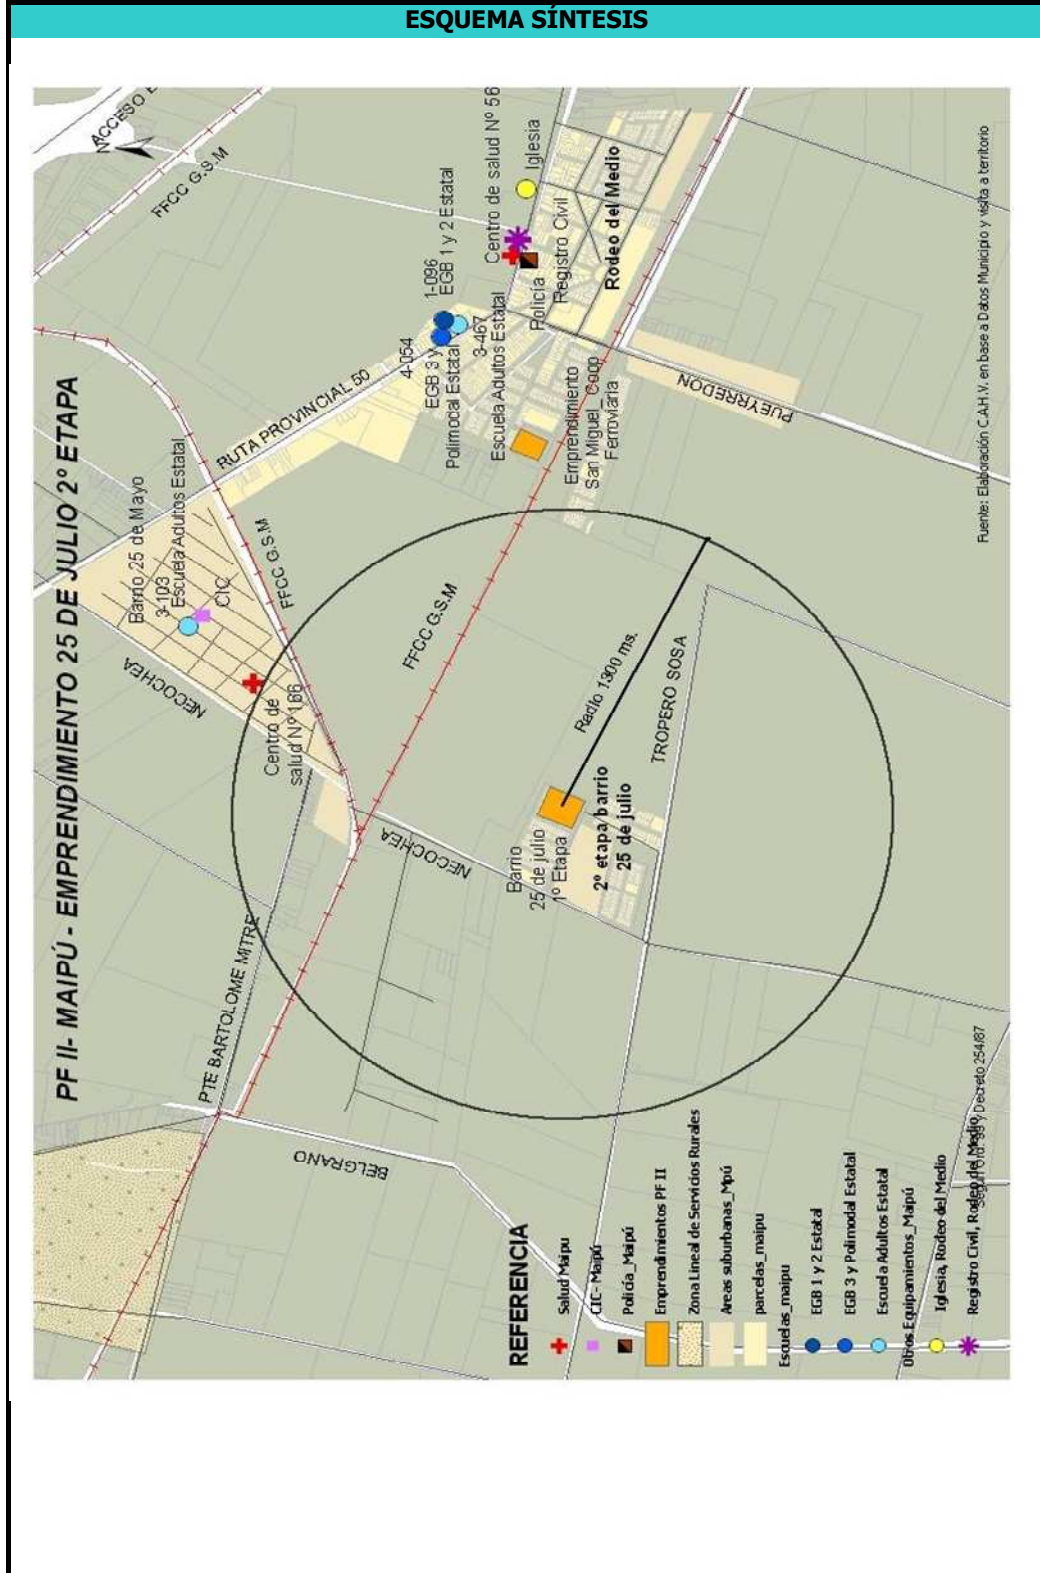 ESQUEMA SÍNTESIS
PF II- MAIPÚ - EMPRENDIMIENTO 25 DE JULIO 2º ETAPA
PTE BARTOLOME MITRE
BELGRANO
NECOCHEA
Centro de
salud Nº 166
Barrio 25 de Mayo
3-103
Escuela Adultos Estatal
CIC
FFCC G.S.M
RUTA PROVINCIAL 50
FFCC G.S.M
N
NECOCHEA
FFCC G.S.M
4-054
EGB 3 y
Polimodal Estatal
1-096
EGB 1 y 2 Estatal
3-467
Escuela Adultos Estatal
Centro de salud Nº 56
Iglesia
Policía
Registro Civil
Rodeo del Medio
Emprendimiento
San Miguel_ Coop
Ferroviaria
PUEYRREDON
Barrio
25 de julio
1º Etapa
2º etapa barrio
25 de julio
Radio 1300 ms.
TROPERO SOSA
REFERENCIA
Salud Maipu
CIC- Maipú
Policía_Maipú
Emprendimientos PF II
Zona Lineal de Servicios Rurales
Areas suburbanas_Mpú
parcelas_maipu
Escuelas_maipu
EGB 1 y 2 Estatal
EGB 3 y Polimodal Estatal
Escuela Adultos Estatal
Otros Equipamientos_Maipú
Iglesia, Rodeo del Medio
Registro Civil, Rodeo del Medio
y Decreto 254/87
Fuente: Elaboración C.A.H.V. en base a Datos Municipio y visita a territorio